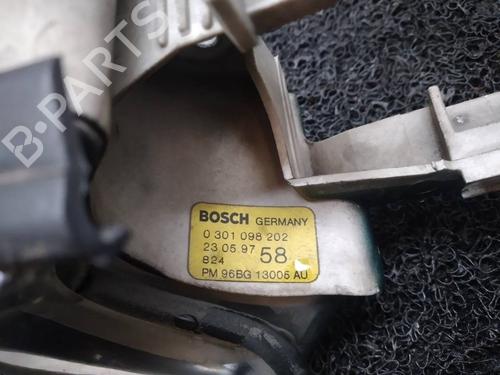 B-PARTS
BOSCH GERMANY
0 301 098 202
23.05.97 58
824
PM 96BG 13005 AU